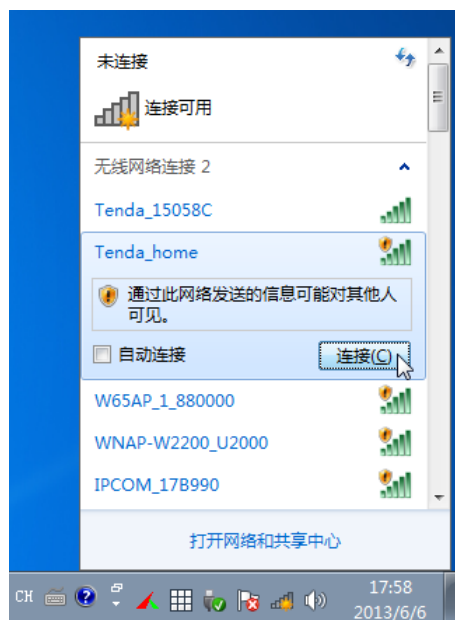 未连接
连接可用
无线网络连接 2
Tenda_15058C
Tenda_home
通过此网络发送的信息可能对其他人
可见。
自动连接
连接(C)
W65AP_1_880000
WNAP-W2200_U2000
IPCOM_17B990
打开网络和共享中心
CH
17:58
2013/6/6